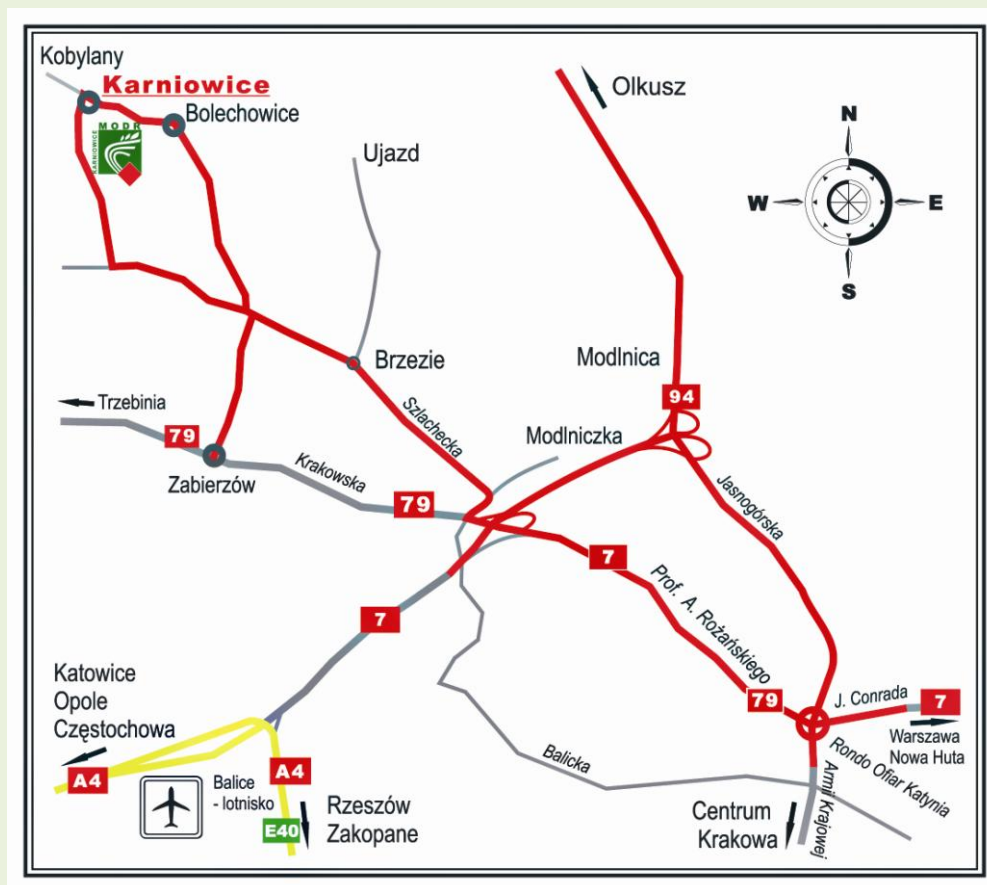 Kobylany
Karniowice
Bolechowice
MODR
KARNIOWICE
Olkusz
Ujazd
N
W
E
S
Modlnica
Brzezie
94
Trzebinia
Szlachecka
Modlniczka
79
Krakowska
Zabierzów
79
Jasnogórska
7
Prof. A. Rożańskiego
7
Katowice
Opole
Częstochowa
79
J. Conrada
7
Warszawa
Nowa Huta
Rondo Ofiar Katynia
A4
A4
Balice
- lotnisko
Balicka
E40
Rzeszów
Zakopane
Centrum
Krakowa
Armii Krajowej